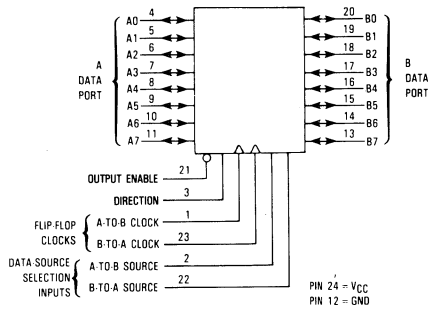 A0 4 20 B0
A1 5 19 B1
A2 6 18 B2
A3 7 17 B3
A4 8 16 B4
A5 9 15 B5
A6 10 14 B6
A7 11 13 B7
A
DATA
PORT
B
DATA
PORT
OUTPUT ENABLE 21
DIRECTION 3
FLIP-FLOP
CLOCKS
A-TO-B CLOCK 1
B-TO-A CLOCK 23
DATA-SOURCE
SELECTION
INPUTS
A-TO-B SOURCE 2
B-TO-A SOURCE 22
PIN 24 = VCC
PIN 12 = GND